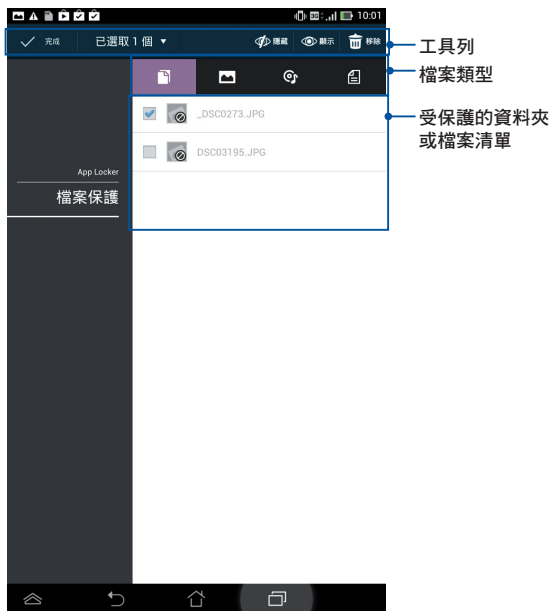 10:01
完成
已選取 1 個
隱藏
顯示
移除
工具列
檔案類型
_DSC0273.JPG
受保護的資料夾
或檔案清單
DSC03195.JPG
App Locker
檔案保護